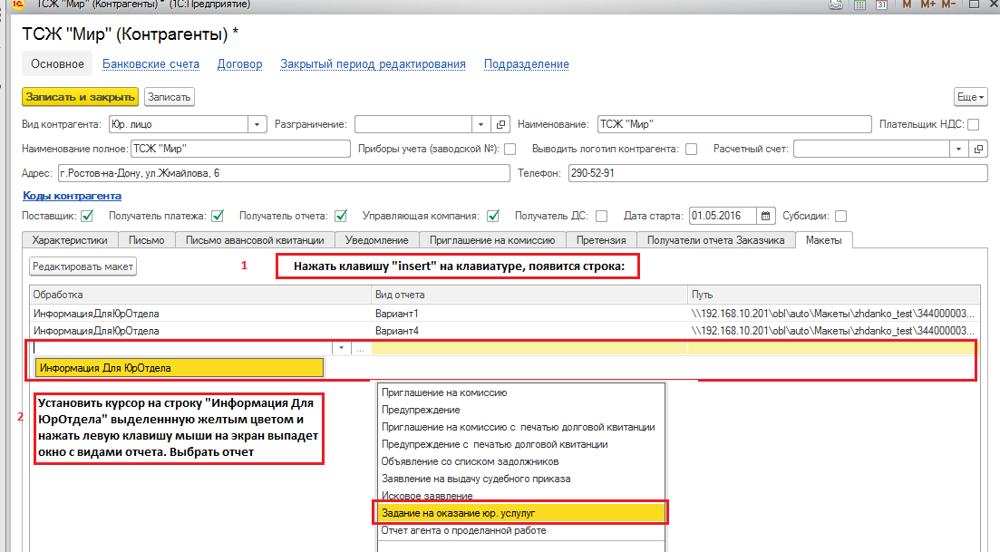 ТСЖ "Мир" (Контрагенты) * (1С:Предприятие)
31 M M+ M-
ТСЖ "Мир" (Контрагенты) *
Основное Банковские счета Договор Закрытый период редактирования Подразделение
Записать и закрыть Записать Еще
Вид контрагента: Юр. лицо Разграничение: Наименование: ТСЖ "Мир" Плательщик НДС:
Наименование полное: ТСЖ "Мир" Приборы учета (заводской №): Выводить логотип контрагента: Расчетный счет:
Адрес: г.Ростов-на-Дону, ул.Жмайлова, 6 Телефон: 290-52-91
Коды контрагента
Поставщик: Получатель платежа: Получатель отчета: Управляющая компания: Получатель ДС: Дата старта: 01.05.2016 Субсидии:
Характеристики Письмо Письмо авансовой квитанции Уведомление Приглашение на комиссию Претензия Получатели отчета Заказчика Макеты
Редактировать макет 1 Нажать клавишу "insert" на клавиатуре, появится строка:
Обработка Вид отчета Путь
ИнформацияДляЮрОтдела Вариант1 \\192.168.10.201\obl\auto\Макеты\zhdanko_test\344000003...
ИнформацияДляЮрОтдела Вариант4 \\192.168.10.201\obl\auto\Макеты\zhdanko_test\344000003...
...
Информация Для ЮрОтдела
2 Установить курсор на строку "Информация Для
ЮрОтдела" выделеннную желтым цветом и
нажать левую клавишу мыши на экран выпадет
окно с видами отчета. Выбрать отчет
Приглашение на комиссию
Предупреждение
Приглашение на комиссию с печатью долговой квитанции
Предупреждение с печатью долговой квитанции
Объявление со списком задолжников
Заявление на выдачу судебного приказа
Исковое заявление
Задание на оказание юр. услулуг
Отчет агента о проделанной работе